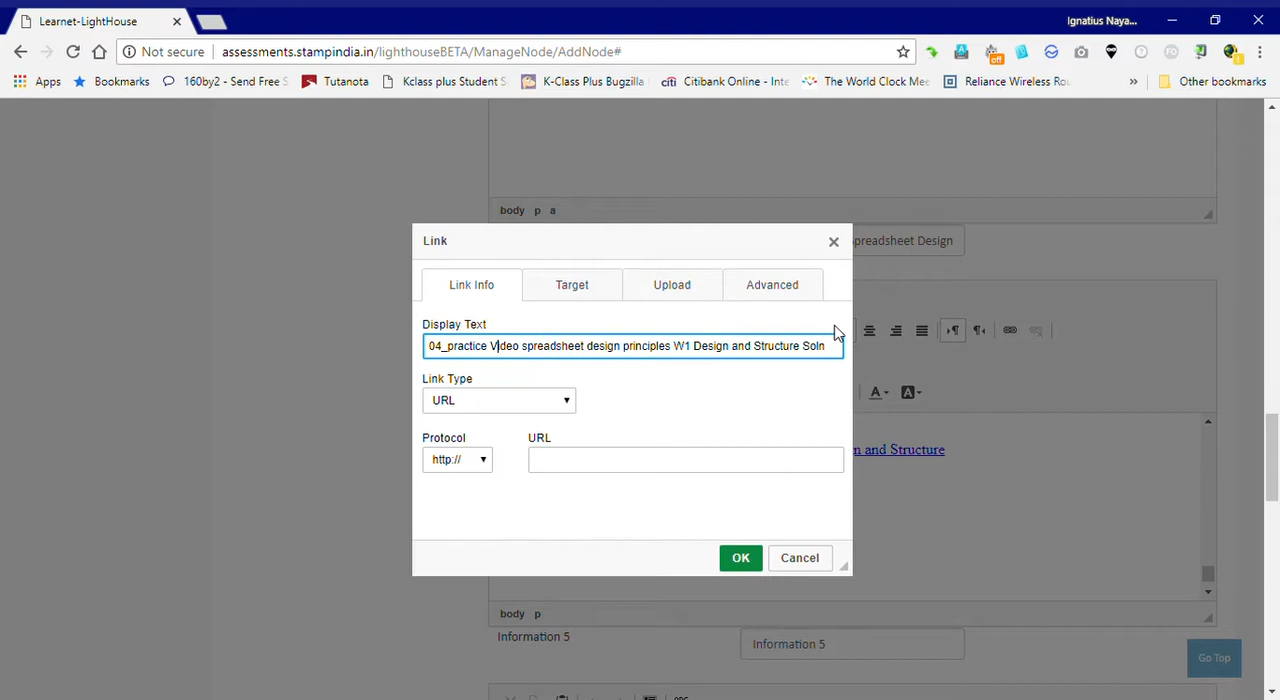 Learnet-LightHouse
Ignatius Naya...
Not secure
assessments.stampindia.in/lighthouseBETA/ManageNode/AddNode#
off
Apps
Bookmarks
160by2 - Send Free S
Tutanota
Kclass plus Student S
K-Class Plus Bugzilla
citi
Citibank Online - Inte
The World Clock Mee
Reliance Wireless Rou
»
Other bookmarks
body p a
Link
preadsheet Design
Link Info
Target
Upload
Advanced
Display Text
04_practice Video spreadsheet design principles W1 Design and Structure Soln
Link Type
URL
A
A
Protocol
URL
n and Structure
http://
OK
Cancel
body p
Information 5
Information 5
Go Top